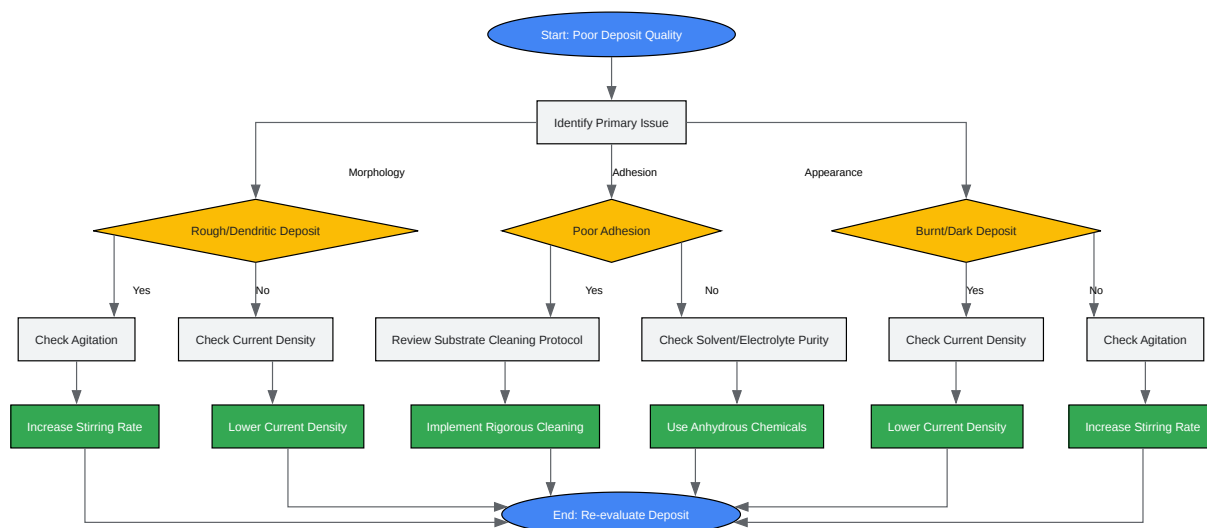 Start: Poor Deposit Quality
Identify Primary Issue
Morphology
Adhesion
Appearance
Rough/Dendritic Deposit
Poor Adhesion
Burnt/Dark Deposit
Yes
No
Yes
No
Yes
No
Check Agitation
Check Current Density
Review Substrate Cleaning Protocol
Check Solvent/Electrolyte Purity
Check Current Density
Check Agitation
Increase Stirring Rate
Lower Current Density
Implement Rigorous Cleaning
Use Anhydrous Chemicals
Lower Current Density
Increase Stirring Rate
End: Re-evaluate Deposit